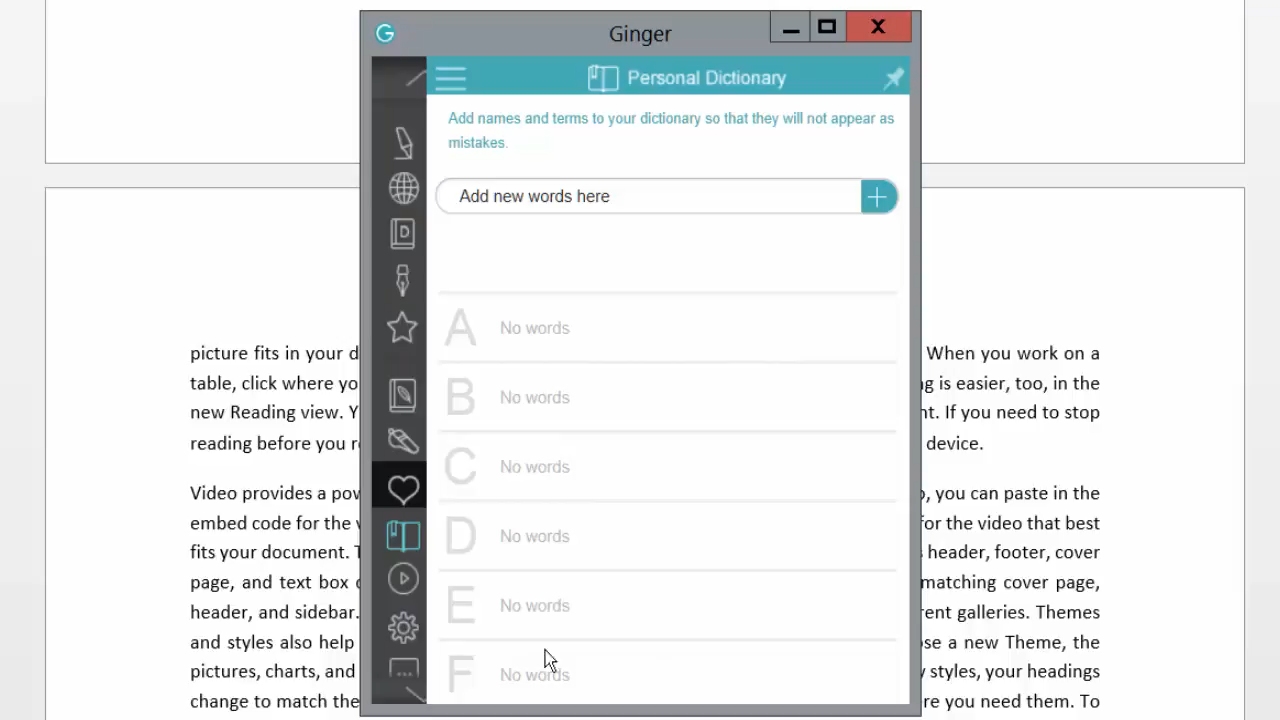 Ginger
Personal Dictionary
Add names and terms to your dictionary so that they will not appear as
mistakes.
Add new words here
A No words
B No words
C No words
D No words
E No words
F No words
picture fits in your
When you work on a
table, click where
is easier, too, in the
new Reading view.
If you need to stop
reading before you
device.
Video provides a
you can paste in the
embed code for the
for the video that best
fits your document.
header, footer, cover
page, and text box
matching cover page,
header, and sidebar.
galleries. Themes
and styles also help
a new Theme, the
pictures, charts, and
styles, your headings
change to match the
you need them. To